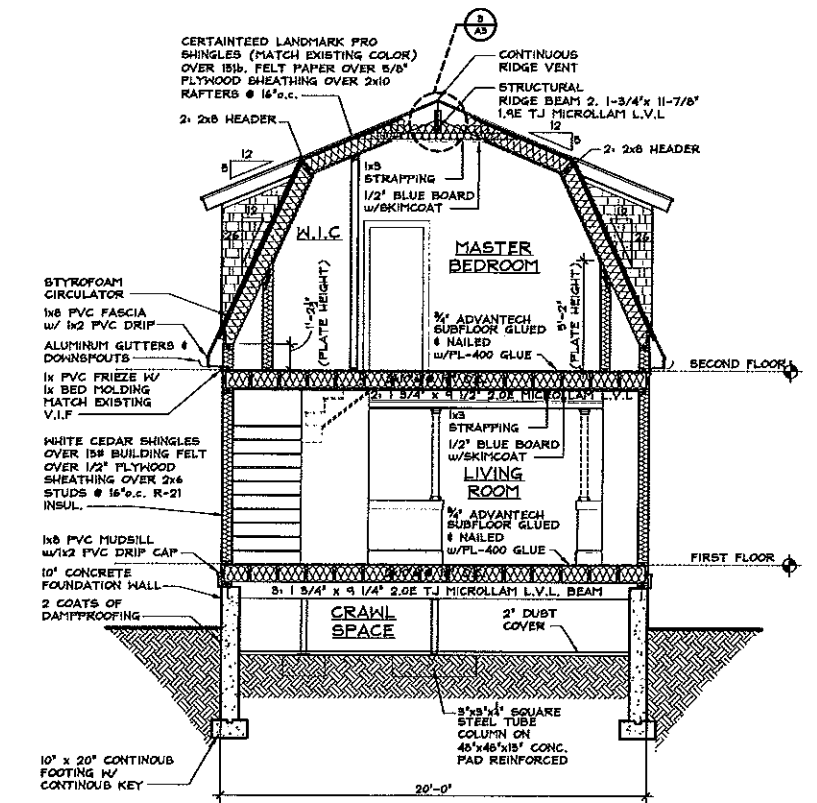 B
A3
CERTAINTEED LANDMARK PRO
SHINGLES (MATCH EXISTING COLOR)
OVER 15lb. FELT PAPER OVER 5/8"
PLYWOOD SHEATHING OVER 2x10
RAFTERS @ 16"o.c.
CONTINUOUS
RIDGE VENT
STRUCTURAL
RIDGE BEAM 2: 1-3/4"x 11-7/8"
1.9E TJ MICROLLAM L.V.L
2: 2x8 HEADER
12
12
2: 2x8 HEADER
1x3
STRAPPING
1/2" BLUE BOARD
w/SKIMCOAT
W.I.C
MASTER
BEDROOM
26
26
STYROFOAM
CIRCULATOR
1x8 PVC FASCIA
w/ 1x2 PVC DRIP
ALUMINUM GUTTERS &
DOWNSPOUTS
1x PVC FRIEZE W/
1x BED MOLDING
MATCH EXISTING
V.I.F
(PLATE HEIGHT)
3/4" ADVANTECH
SUBFLOOR GLUED
& NAILED
w/PL-400 GLUE
5'-2"
(PLATE HEIGHT)
SECOND FLOOR
2: 1 3/4" x 9 1/2" 2.0E MICROLLAM L.V.L
1x3
STRAPPING
1/2" BLUE BOARD
w/SKIMCOAT
WHITE CEDAR SHINGLES
OVER 15# BUILDING FELT
OVER 1/2" PLYWOOD
SHEATHING OVER 2x6
STUDS @ 16"o.c. R-21
INSUL.
LIVING
ROOM
3/4" ADVANTECH
SUBFLOOR GLUED
& NAILED
w/PL-400 GLUE
1x8 PVC MUDSILL
w/1x2 PVC DRIP CAP
FIRST FLOOR
10" CONCRETE
FOUNDATION WALL
3: 1 3/4" x 9 1/4" 2.0E TJ MICROLLAM L.V.L. BEAM
2 COATS OF
DAMPPROOFING
CRAWL
SPACE
2" DUST
COVER
3"x3"x1/4" SQUARE
STEEL TUBE
COLUMN ON
48"x48"x15" CONC.
PAD REINFORCED
10" x 20" CONTINOUS
FOOTING W/
CONTINOUS KEY
20'-0"